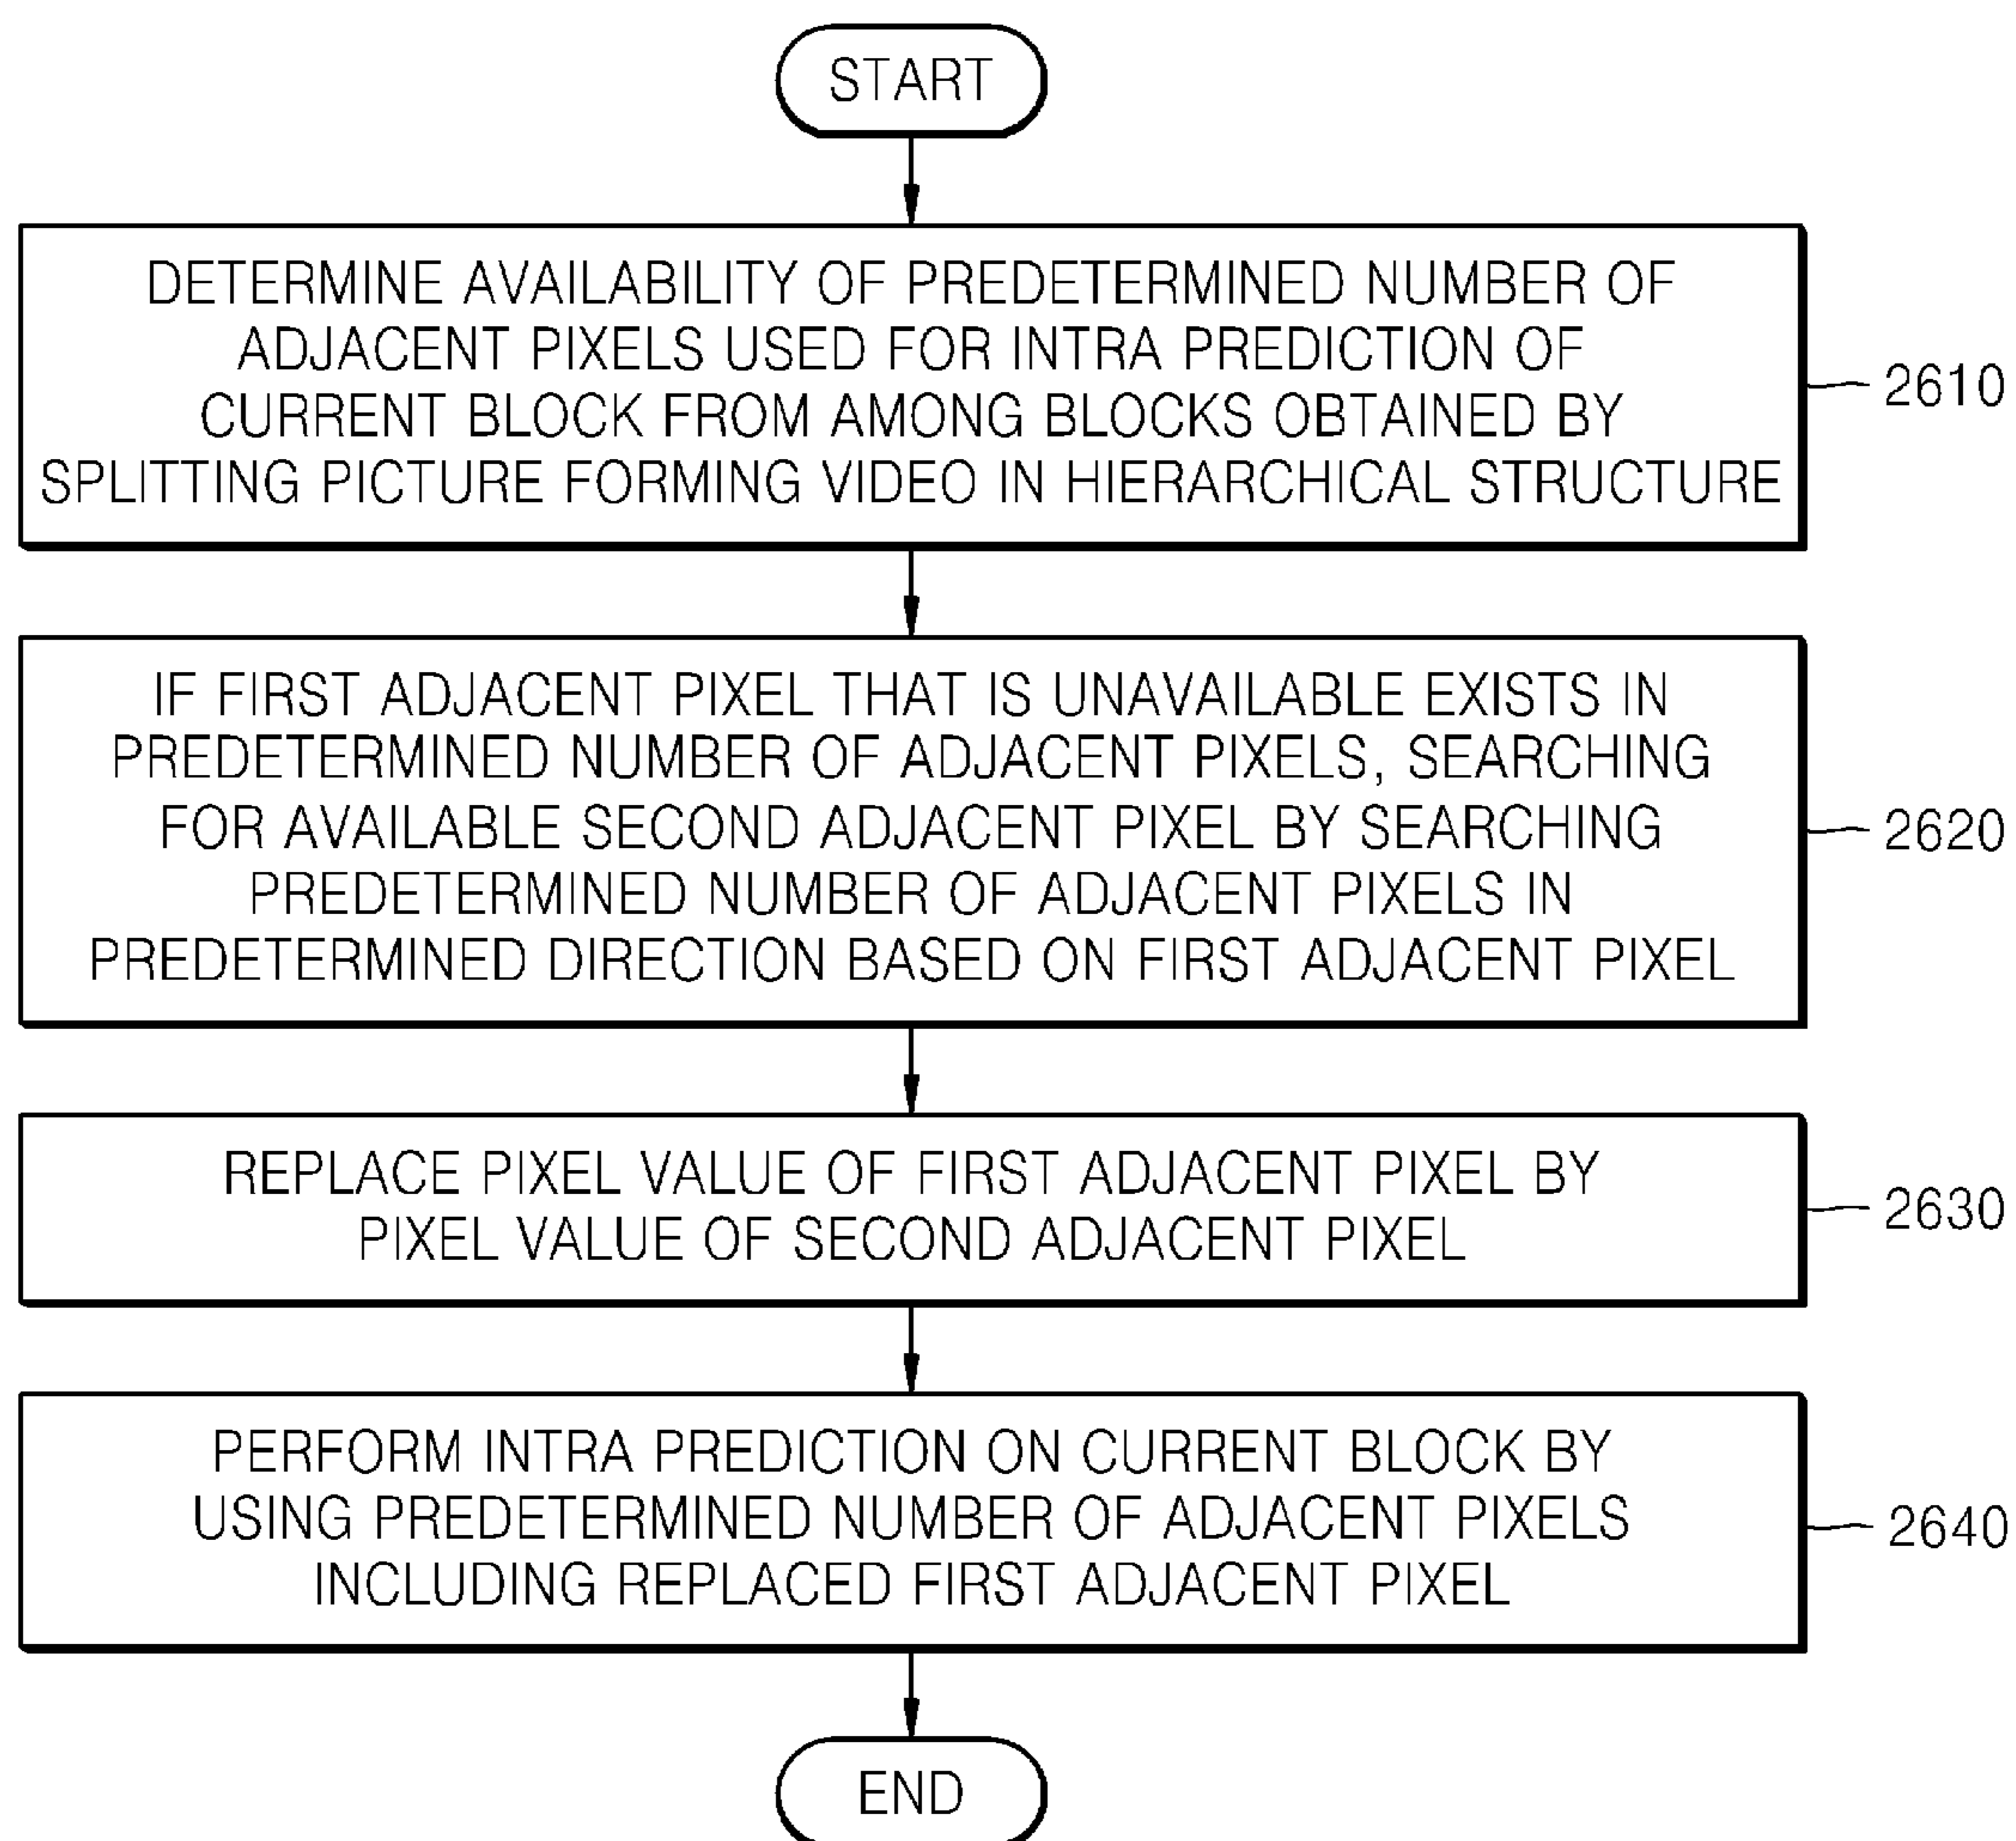 START
DETERMINE AVAILABILITY OF PREDETERMINED NUMBER OF
ADJACENT PIXELS USED FOR INTRA PREDICTION OF
CURRENT BLOCK FROM AMONG BLOCKS OBTAINED BY
SPLITTING PICTURE FORMING VIDEO IN HIERARCHICAL STRUCTURE
2610
IF FIRST ADJACENT PIXEL THAT IS UNAVAILABLE EXISTS IN
PREDETERMINED NUMBER OF ADJACENT PIXELS, SEARCHING
FOR AVAILABLE SECOND ADJACENT PIXEL BY SEARCHING
PREDETERMINED NUMBER OF ADJACENT PIXELS IN
PREDETERMINED DIRECTION BASED ON FIRST ADJACENT PIXEL
2620
REPLACE PIXEL VALUE OF FIRST ADJACENT PIXEL BY
PIXEL VALUE OF SECOND ADJACENT PIXEL
2630
PERFORM INTRA PREDICTION ON CURRENT BLOCK BY
USING PREDETERMINED NUMBER OF ADJACENT PIXELS
INCLUDING REPLACED FIRST ADJACENT PIXEL
2640
END